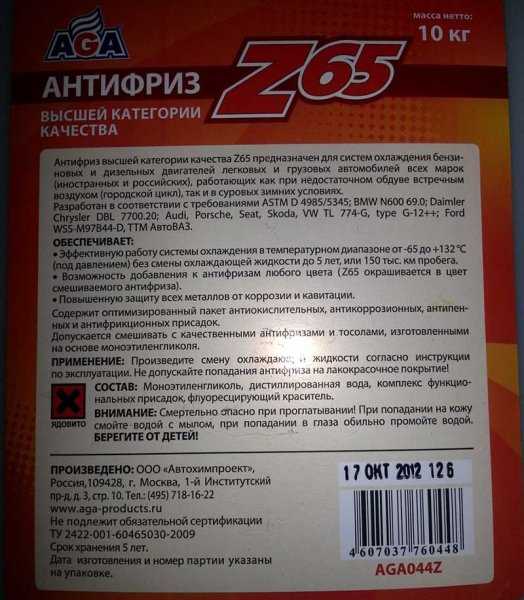 AGA
масса нетто:
10 кг
АНТИФРИЗ
Z65
ВЫСШЕЙ КАТЕГОРИИ
КАЧЕСТВА
Антифриз высшей категории качества Z65 предназначен для систем охлаждения бензи-
новых и дизельных двигателей легковых и грузовых автомобилей всех марок
(иностранных и российских), работающих как при недостаточном обдуве встречным
воздухом (городской цикл), так и в суровых зимних условиях.
Разработан в соответствии с требованиями ASTM D 4985/5345; BMW N600 69.0; Daimler
Chrysler DBL 7700.20; Audi, Porsche, Seat, Skoda, VW TL 774-G, type G-12++; Ford
WSS-M97B44-D, ТТМ АвтоВАЗ.
ОБЕСПЕЧИВАЕТ:
• Эффективную работу системы охлаждения в температурном диапазоне от -65 до +132°С
(под давлением) без смены охлаждающей жидкости до 5 лет, или 150 тыс. км пробега.
• Возможность добавления к антифризам любого цвета (Z65 окрашивается в цвет
смешиваемого антифриза).
• Повышенную защиту всех металлов от коррозии и кавитации.
Содержит оптимизированный пакет антиокислительных, антикоррозионных, антипен-
ных и антифрикционных присадок.
Допускается смешивать с качественными антифризами и тосолами, изготовленными
на основе моноэтиленгликоля.
ПРИМЕНЕНИЕ: Произведите смену охлаждающей жидкости согласно инструкции
по эксплуатации. Не допускайте попадания антифриза на лакокрасочное покрытие!
СОСТАВ: Моноэтиленгликоль, дистиллированная вода, комплекс функцио-
нальных присадок, флуоресцирующий краситель.
ВНИМАНИЕ: Смертельно опасно при проглатывании! При попадании на кожу
смойте водой с мылом, при попадании в глаза обильно промойте водой.
БЕРЕГИТЕ ОТ ДЕТЕЙ!
ЯДОВИТО
ПРОИЗВЕДЕНО: ООО «Автохимпроект»,
Россия,109428, г. Москва, 1-й Институтский
пр-д, д.3, стр. 10. Тел.: (495) 718-16-22
www.aga-products.ru
Не подлежит обязательной сертификации
ТУ 2422-001-60465030-2009
Срок хранения 5 лет.
Дата изготовления и номер партии указаны
на упаковке.
17 ОКТ 2012 126
4607037760448
AGA044Z